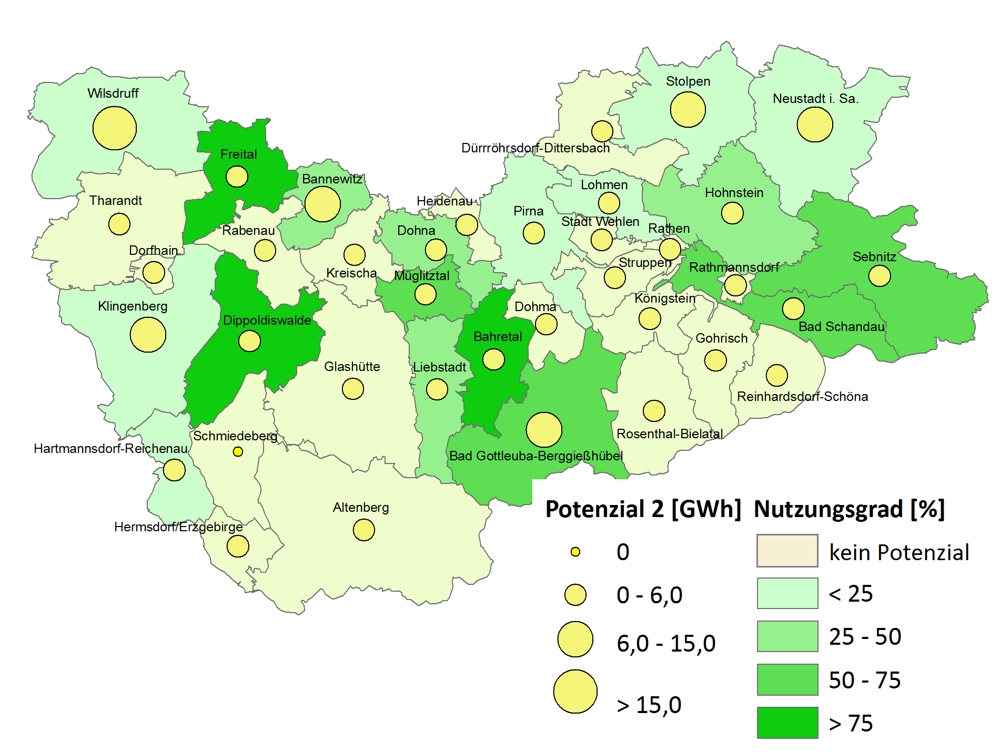 Stolpen
Wilsdruff
Neustadt i. Sa.
Dürrröhrsdorf-Dittersbach
Freital
Bannewitz
Lohmen
Hohnstein
Tharandt
Heidenau
Pirna
Stadt Wehlen
Rathen
Rabenau
Dohna
Dorfhain
Sebnitz
Struppen
Rathmannsdorf
Kreischa
Müglitztal
Königstein
Klingenberg
Dohma
Dippoldiswalde
Bad Schandau
Bahretal
Gohrisch
Glashütte
Liebstadt
Reinhardsdorf-Schöna
Rosenthal-Bielatal
Schmiedeberg
Hartmannsdorf-Reichenau
Bad Gottleuba-Berggießhübel
Altenberg
Hermsdorf/Erzgebirge
Potenzial 2 [GWh]
0
0 - 6,0
6,0 - 15,0
> 15,0
Nutzungsgrad [%]
kein Potenzial
< 25
25 - 50
50 - 75
> 75